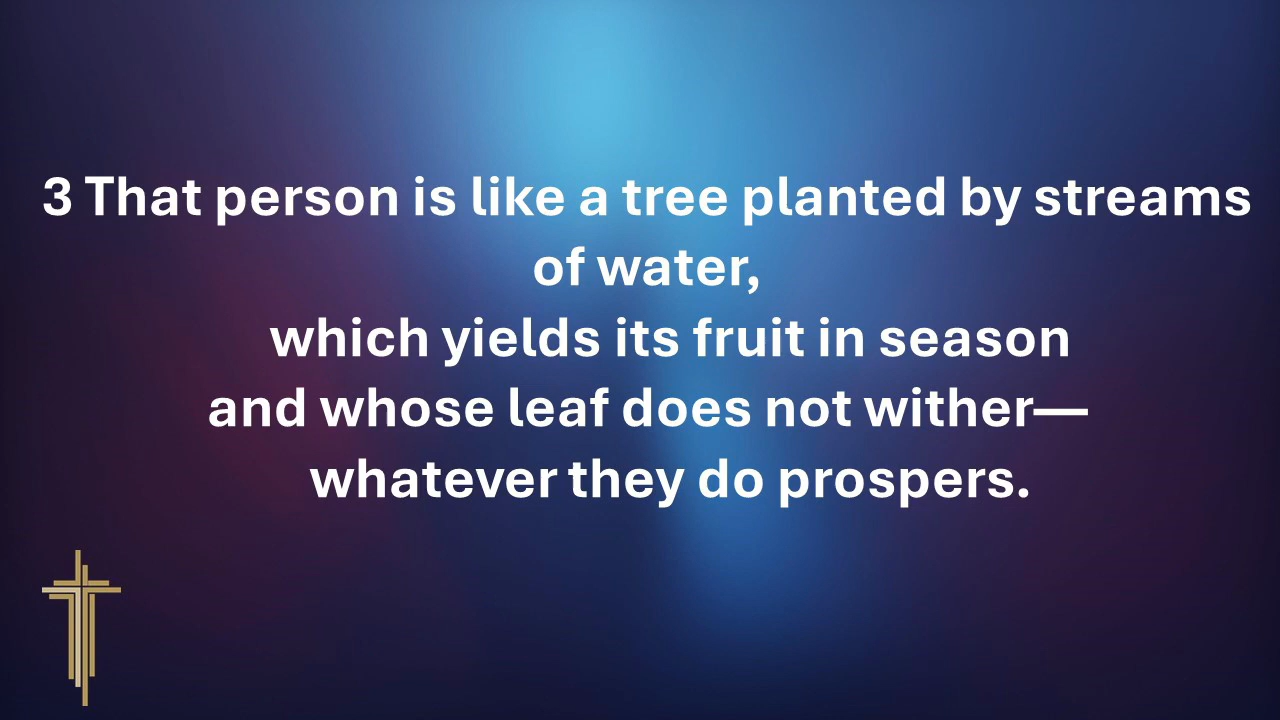 3 That person is like a tree planted by streams
of water,
which yields its fruit in season
and whose leaf does not wither—
whatever they do prospers.